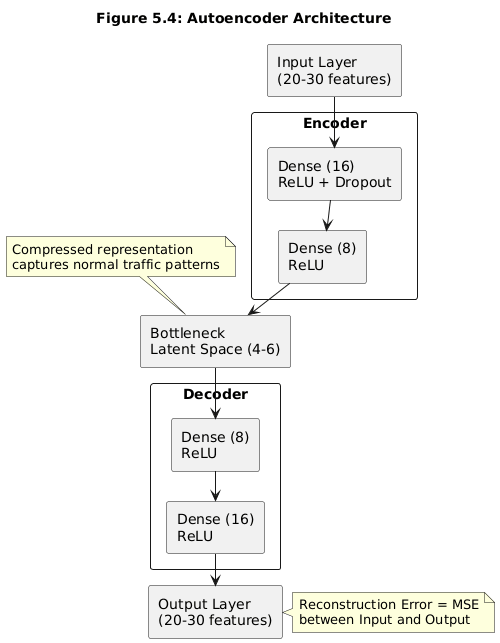 Figure 5.4: Autoencoder Architecture
Input Layer
(20-30 features)
Encoder
Dense (16)
ReLU + Dropout
Dense (8)
ReLU
Compressed representation
captures normal traffic patterns
Bottleneck
Latent Space (4-6)
Decoder
Dense (8)
ReLU
Dense (16)
ReLU
Output Layer
(20-30 features)
Reconstruction Error = MSE
between Input and Output